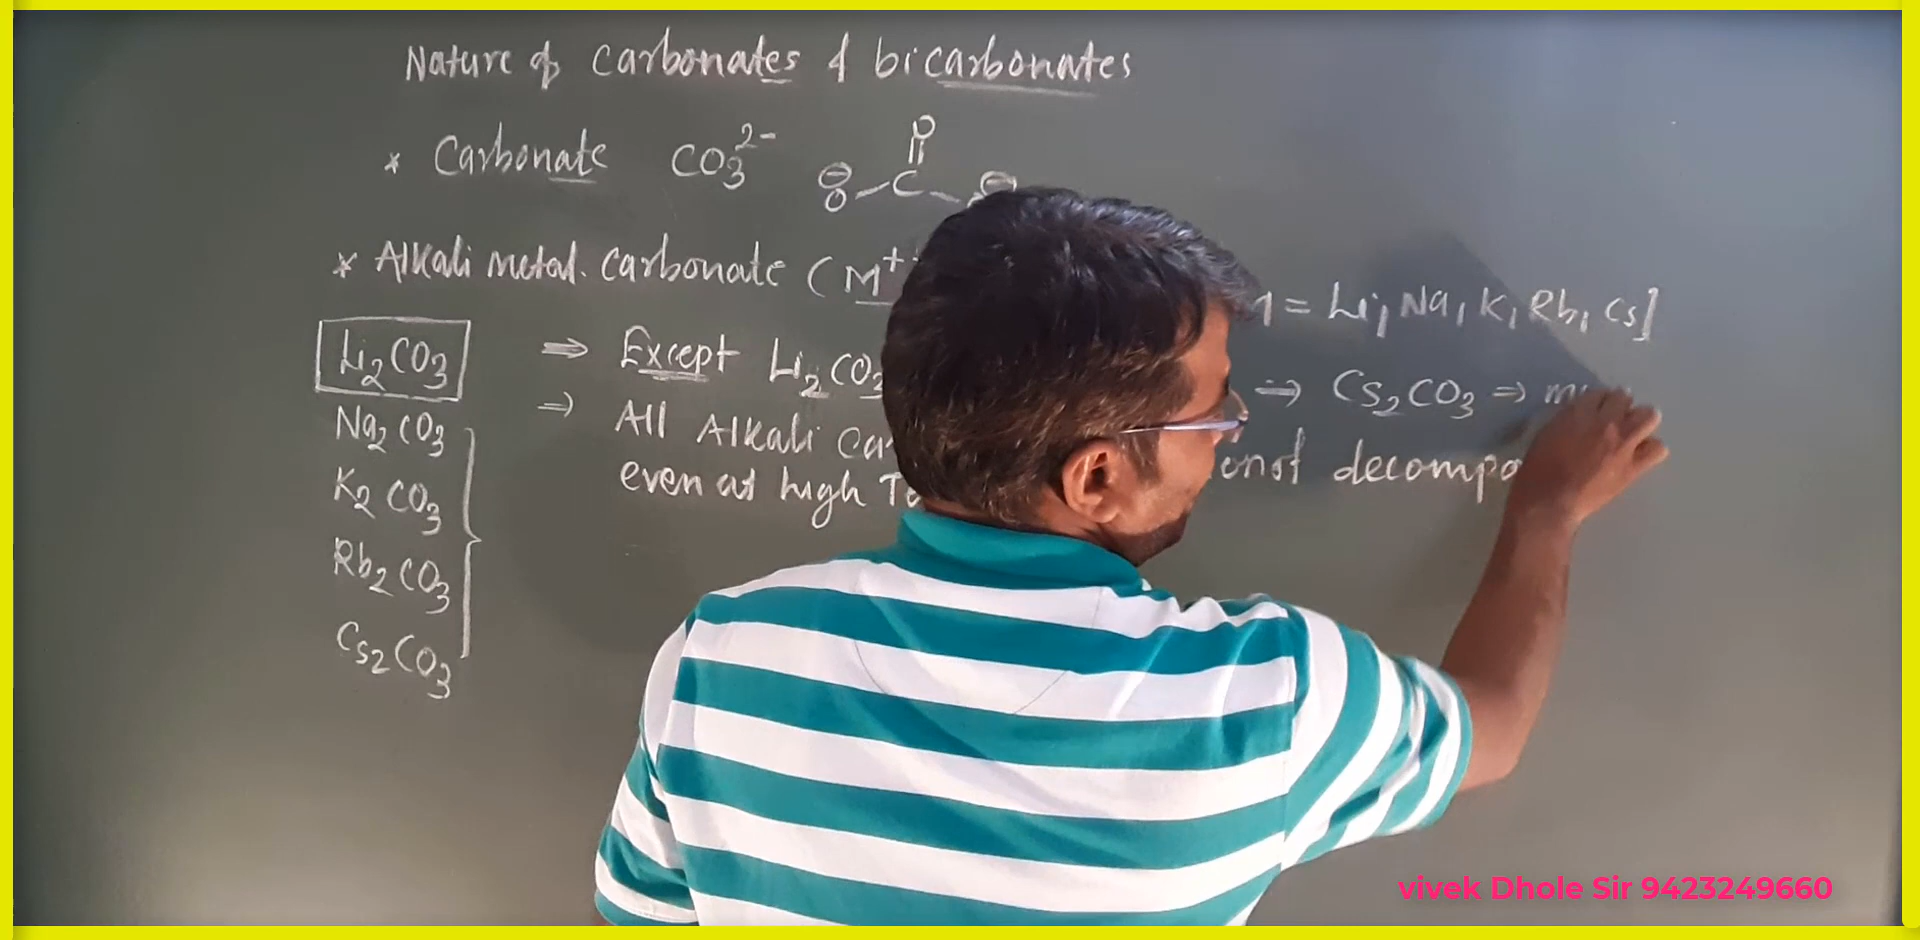 Nature of Carbonates & bicarbonates
* Carbonate CO3^2-
O
⊖ O C ⊖
* Alkali metal. Carbonate (M+
= Li, Na, K, Rb, Cs]
Li2CO3
Na2CO3
K2CO3
Rb2CO3
Cs2CO3
⇒ Except Li2CO3 ⇒ Cs2CO3 ⇒
⇒ All Alkali
even at high decompo
vivek Dhole Sir 9423249660